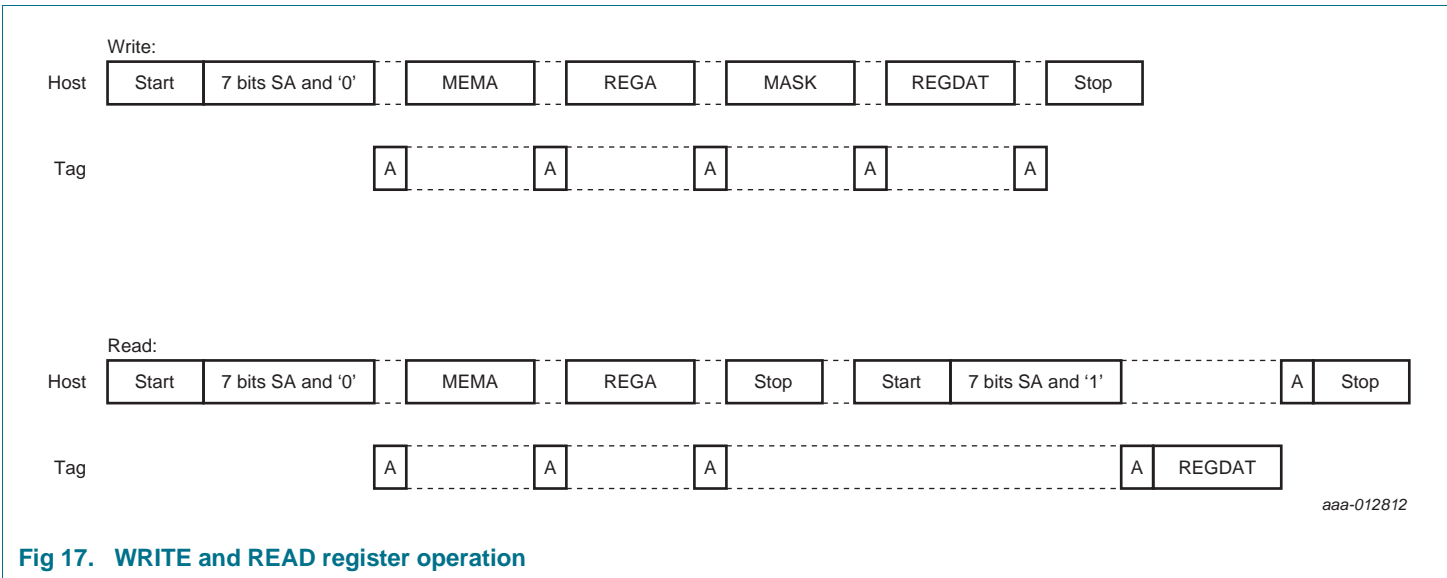 Write:
Host Start 7 bits SA and ‘0’ MEMA REGA MASK REGDAT Stop
Tag A A A A A
Read:
Host Start 7 bits SA and ‘0’ MEMA REGA Stop Start 7 bits SA and ‘1’ A Stop
Tag A A A A REGDAT
aaa-012812
Fig 17. WRITE and READ register operation